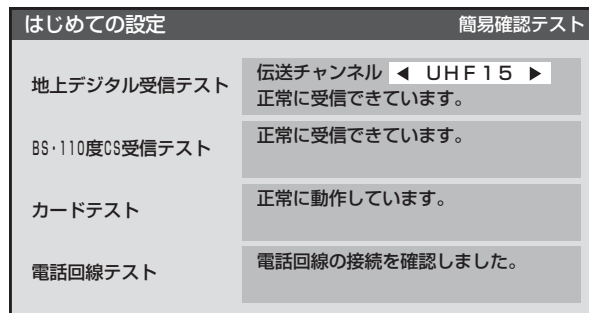 はじめての設定 簡易確認テスト
地上デジタル受信テスト 伝送チャンネル ◀ UHF15 ▶
正常に受信できています。
BS・110度CS受信テスト 正常に受信できています。
カードテスト 正常に動作しています。
電話回線テスト 電話回線の接続を確認しました。